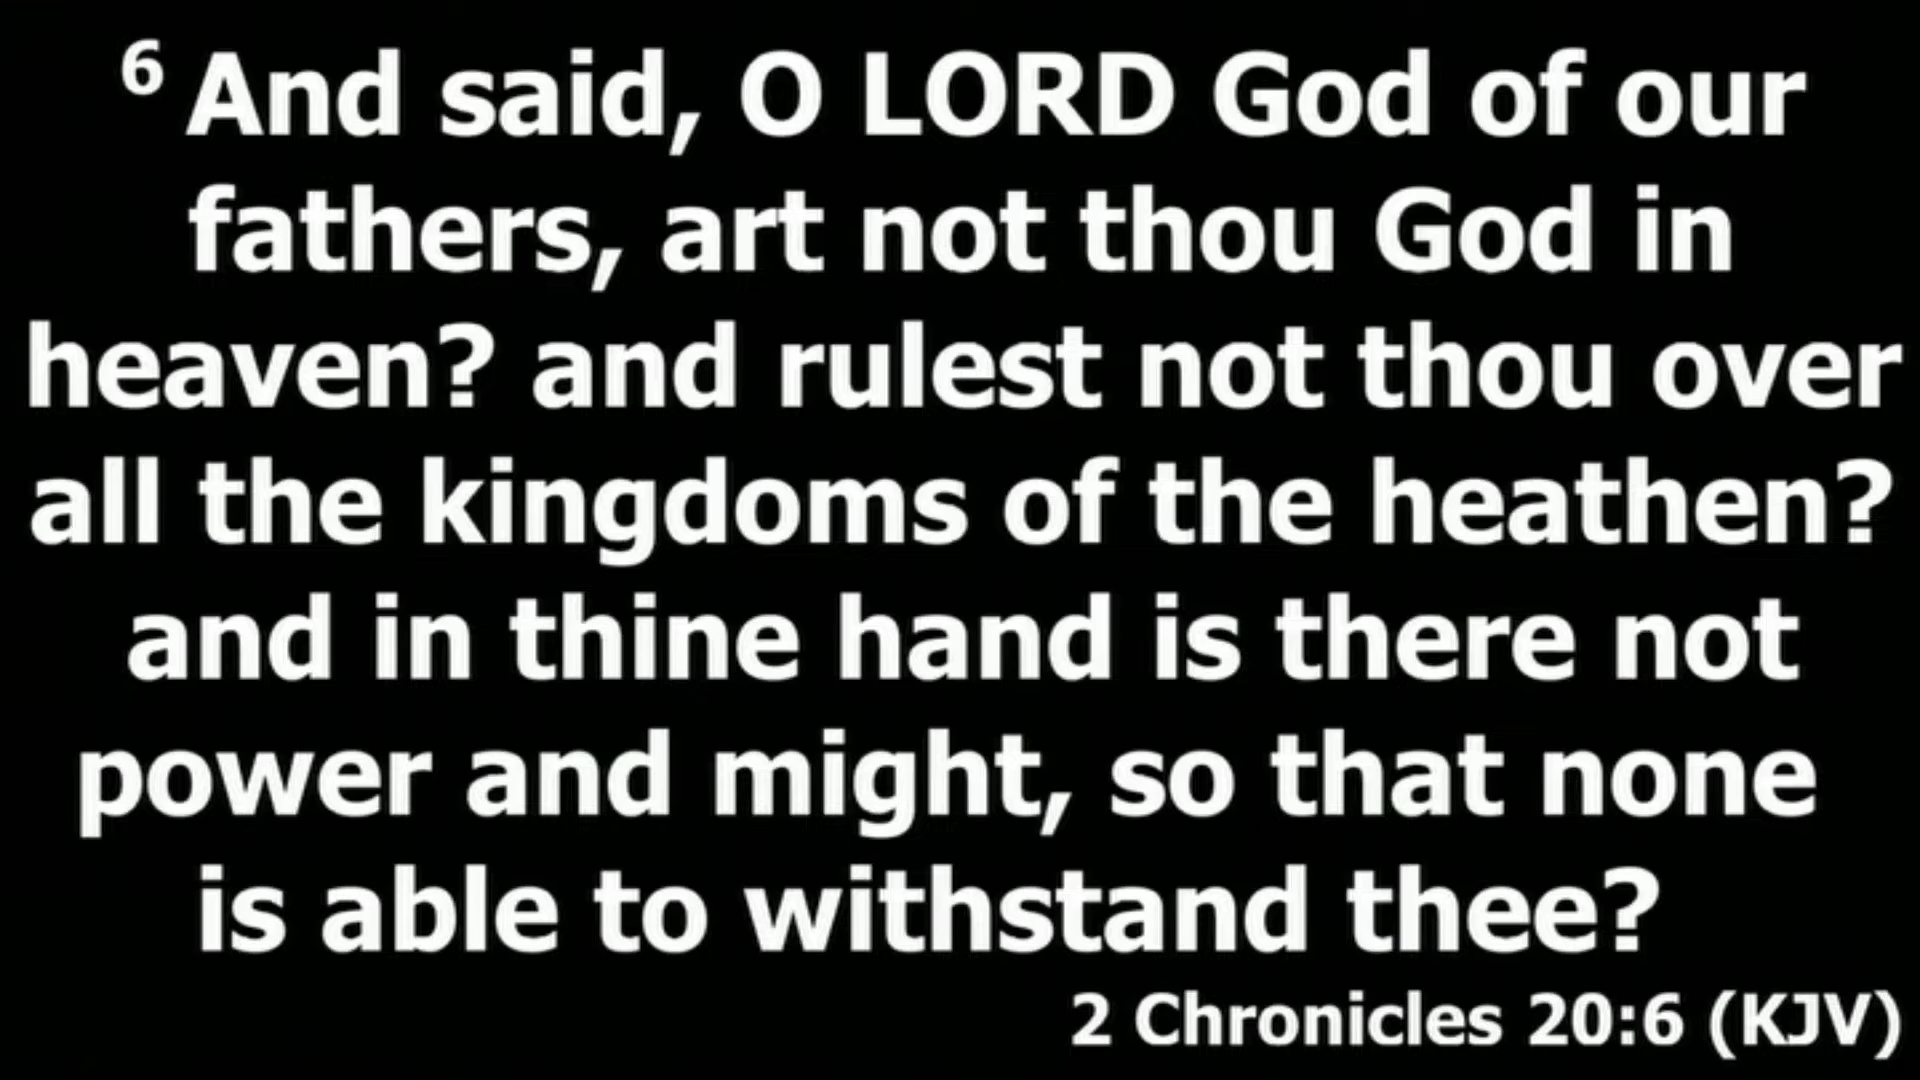 6 And said, O LORD God of our
fathers, art not thou God in
heaven? and rulest not thou over
all the kingdoms of the heathen?
and in thine hand is there not
power and might, so that none
is able to withstand thee?
2 Chronicles 20:6 (KJV)